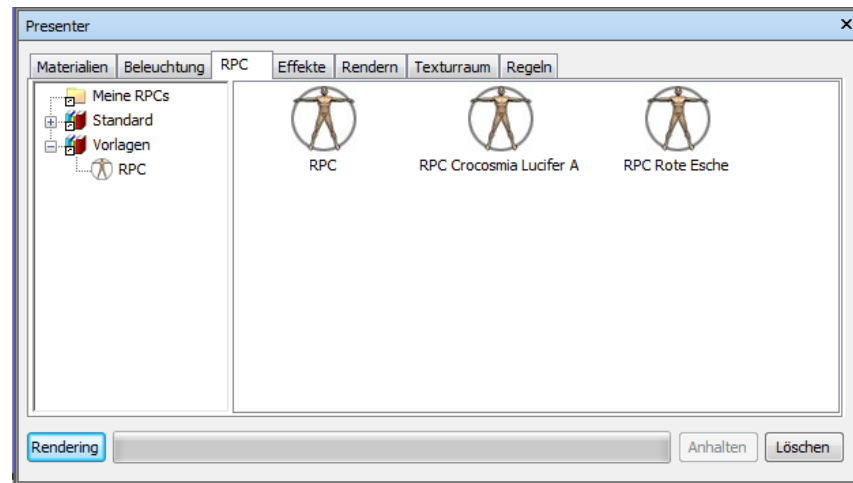 Presenter
Materialien Beleuchtung RPC Effekte Rendern Texturraum Regeln
Meine RPCs
Standard
Vorlagen
RPC
RPC RPC Crocosmia Lucifer A RPC Rote Esche
Rendering Anhalten Löschen